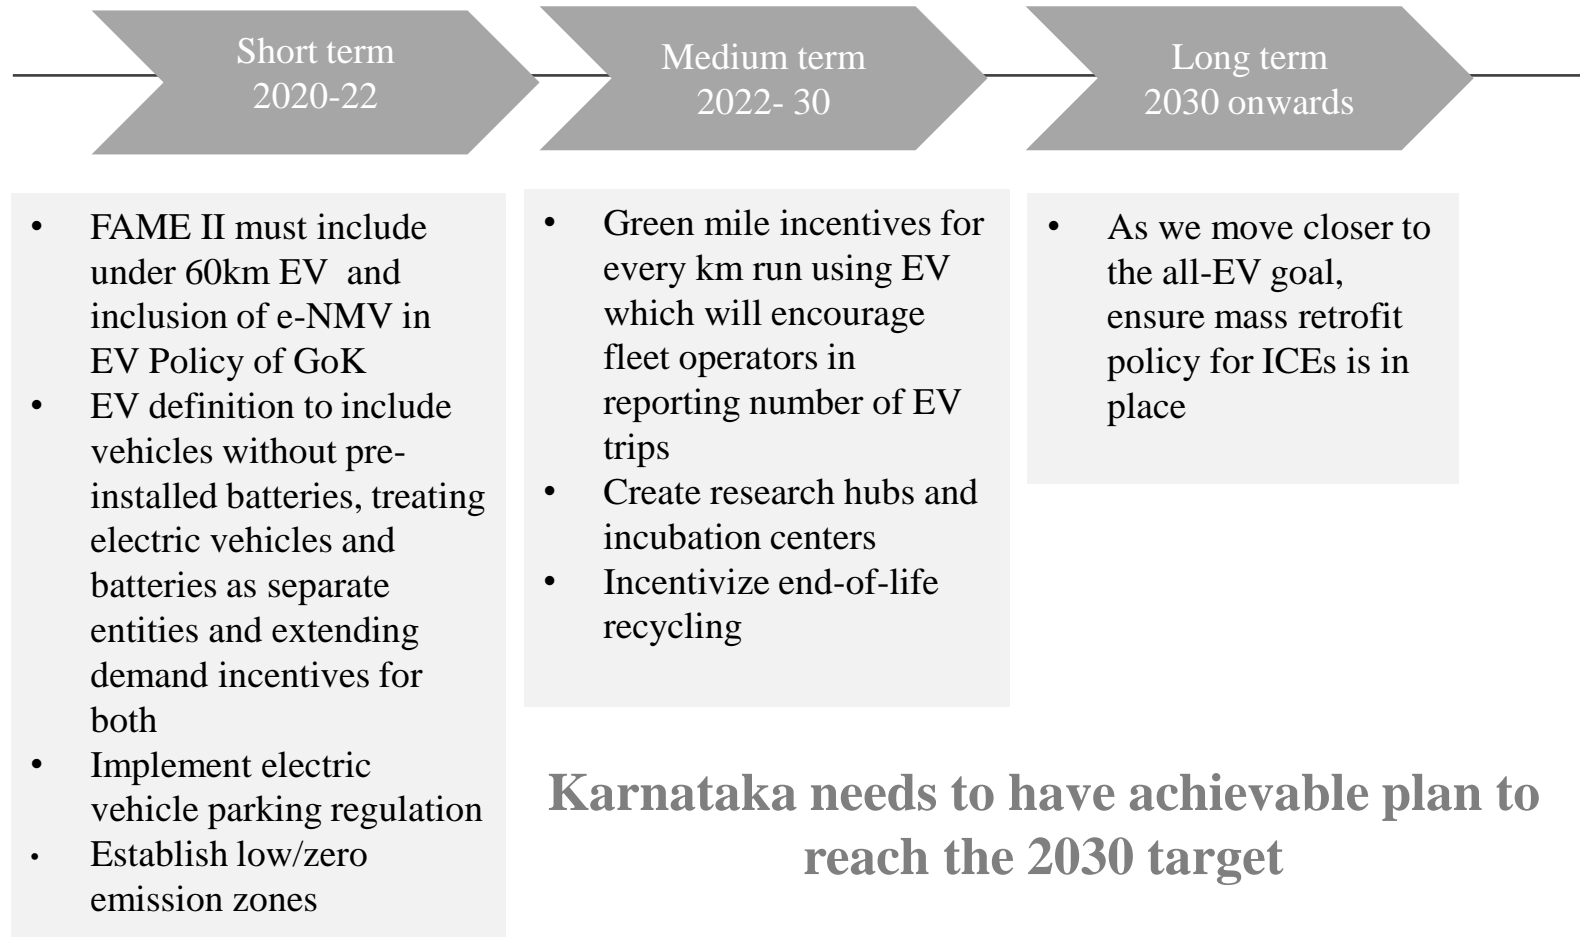 Short term
2020-22
Medium term
2022- 30
Long term
2030 onwards
• FAME II must include
under 60km EV  and
inclusion of e-NMV in
EV Policy of GoK
• EV definition to include
vehicles without pre-
installed batteries, treating
electric vehicles and
batteries as separate
entities and extending
demand incentives for
both
• Implement electric
vehicle parking regulation
• Establish low/zero
emission zones
• Green mile incentives for
every km run using EV
which will encourage
fleet operators in
reporting number of EV
trips
• Create research hubs and
incubation centers
• Incentivize end-of-life
recycling
• As we move closer to
the all-EV goal,
ensure mass retrofit
policy for ICEs is in
place
Karnataka needs to have achievable plan to
reach the 2030 target